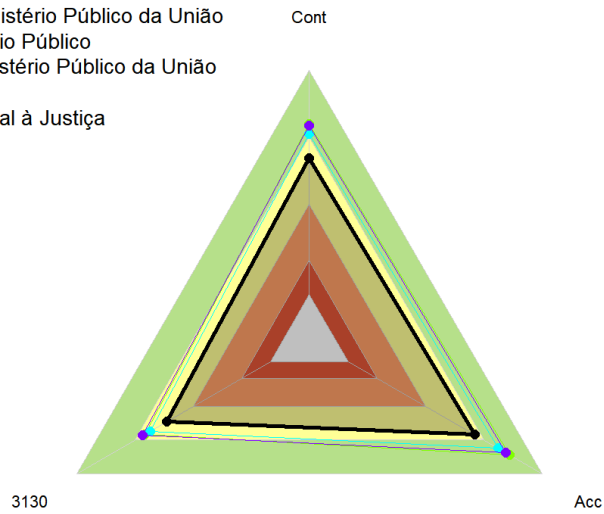 istério Público da União
Cont
io Público
stério Público da União
al à Justiça
3130
Acc